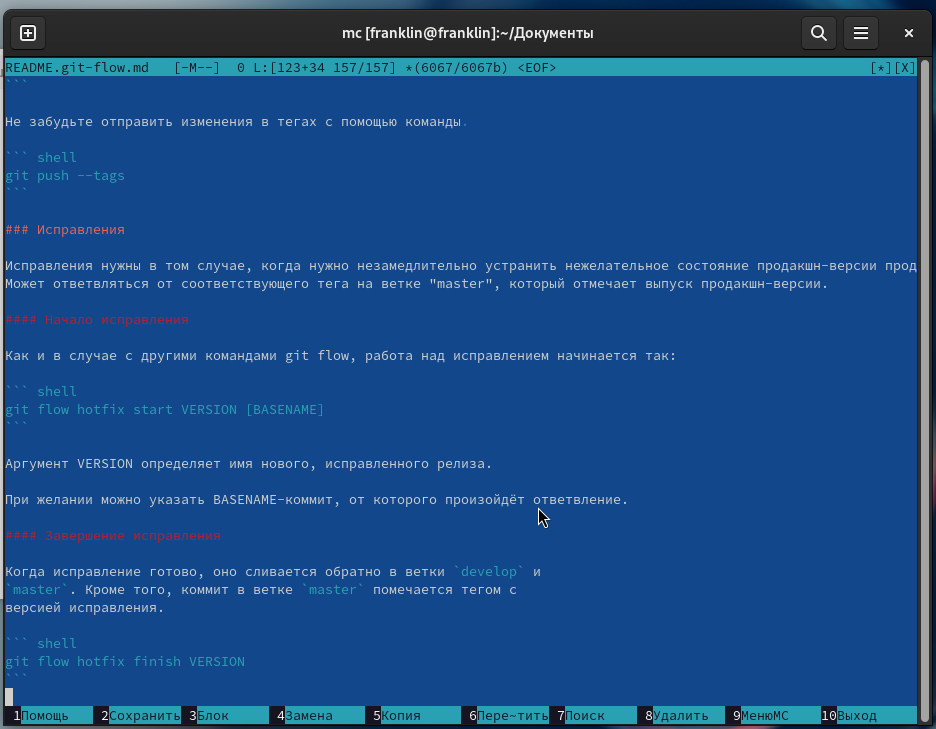 mc [franklin@franklin]:~/Документы
README.git-flow.md [-M--] 0 L:[123+34 157/157] *(6067/6067b) <EOF> [*][X]
```
Не забудьте отправить изменения в тегах с помощью команды.
``` shell
git push --tags
```
### Исправления
Исправления нужны в том случае, когда нужно незамедлительно устранить нежелательное состояние продакшн-версии прод
Может ответвляться от соответствующего тега на ветке "master", который отмечает выпуск продакшн-версии.
#### Начало исправления
Как и в случае с другими командами git flow, работа над исправлением начинается так:
``` shell
git flow hotfix start VERSION [BASENAME]
```
Аргумент VERSION определяет имя нового, исправленного релиза.
При желании можно указать BASENAME-коммит, от которого произойдёт ответвление.
#### Завершение исправления
Когда исправление готово, оно сливается обратно в ветки `develop` и
`master`. Кроме того, коммит в ветке `master` помечается тегом с
версией исправления.
``` shell
git flow hotfix finish VERSION
```
1Помощь 2Сохранить 3Блок 4Замена 5Копия 6Пере~тить 7Поиск 8Удалить 9МенюМС 10Выход